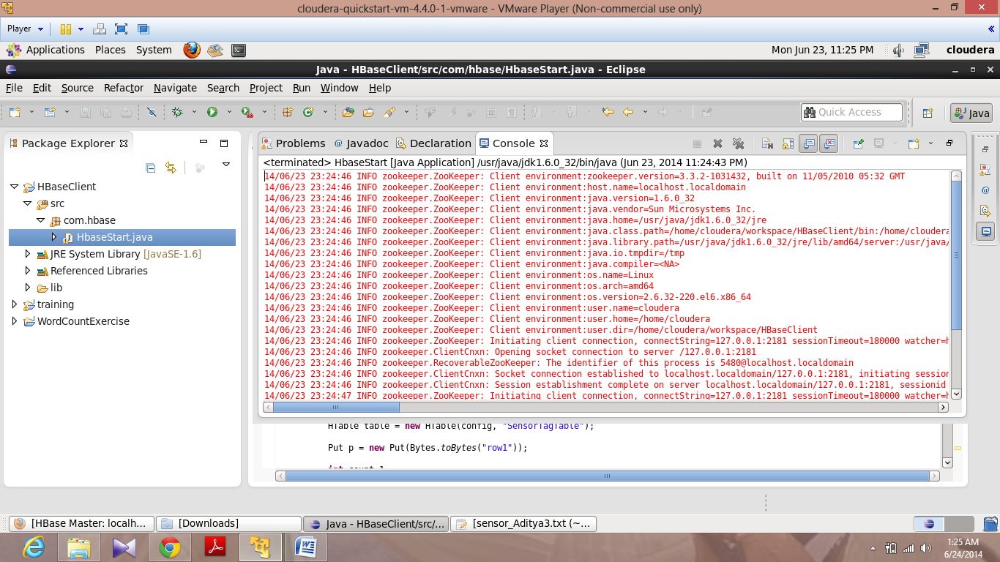 cloudera-quickstart-vm-4.4.0-1-vmware - VMware Player (Non-commercial use only)
Player
Applications Places System Mon Jun 23, 11:25 PM cloudera
Java - HBaseClient/src/com/hbase/HbaseStart.java - Eclipse
File Edit Source Refactor Navigate Search Project Run Window Help
Quick Access Java
Package Explorer
HBaseClient
src
com.hbase
HbaseStart.java
JRE System Library [JavaSE-1.6]
Referenced Libraries
lib
training
WordCountExercise
Problems @ Javadoc Declaration Console
<terminated> HbaseStart [Java Application] /usr/java/jdk1.6.0_32/bin/java (Jun 23, 2014 11:24:43 PM)
14/06/23 23:24:46 INFO zookeeper.ZooKeeper: Client environment:zookeeper.version=3.3.2-1031432, built on 11/05/2010 05:32 GMT
14/06/23 23:24:46 INFO zookeeper.ZooKeeper: Client environment:host.name=localhost.localdomain
14/06/23 23:24:46 INFO zookeeper.ZooKeeper: Client environment:java.version=1.6.0_32
14/06/23 23:24:46 INFO zookeeper.ZooKeeper: Client environment:java.vendor=Sun Microsystems Inc.
14/06/23 23:24:46 INFO zookeeper.ZooKeeper: Client environment:java.home=/usr/java/jdk1.6.0_32/jre
14/06/23 23:24:46 INFO zookeeper.ZooKeeper: Client environment:java.class.path=/home/cloudera/workspace/HBaseClient/bin:/home/cloudera
14/06/23 23:24:46 INFO zookeeper.ZooKeeper: Client environment:java.library.path=/usr/java/jdk1.6.0_32/jre/lib/amd64/server:/usr/java/
14/06/23 23:24:46 INFO zookeeper.ZooKeeper: Client environment:java.io.tmpdir=/tmp
14/06/23 23:24:46 INFO zookeeper.ZooKeeper: Client environment:java.compiler=<NA>
14/06/23 23:24:46 INFO zookeeper.ZooKeeper: Client environment:os.name=Linux
14/06/23 23:24:46 INFO zookeeper.ZooKeeper: Client environment:os.arch=amd64
14/06/23 23:24:46 INFO zookeeper.ZooKeeper: Client environment:os.version=2.6.32-220.el6.x86_64
14/06/23 23:24:46 INFO zookeeper.ZooKeeper: Client environment:user.name=cloudera
14/06/23 23:24:46 INFO zookeeper.ZooKeeper: Client environment:user.home=/home/cloudera
14/06/23 23:24:46 INFO zookeeper.ZooKeeper: Client environment:user.dir=/home/cloudera/workspace/HBaseClient
14/06/23 23:24:46 INFO zookeeper.ZooKeeper: Initiating client connection, connectString=127.0.0.1:2181 sessionTimeout=180000 watcher=h
14/06/23 23:24:46 INFO zookeeper.ClientCnxn: Opening socket connection to server /127.0.0.1:2181
14/06/23 23:24:46 INFO zookeeper.RecoverableZooKeeper: The identifier of this process is 5480@localhost.localdomain
14/06/23 23:24:46 INFO zookeeper.ClientCnxn: Socket connection established to localhost.localdomain/127.0.0.1:2181, initiating session
14/06/23 23:24:46 INFO zookeeper.ClientCnxn: Session establishment complete on server localhost.localdomain/127.0.0.1:2181, sessionid
14/06/23 23:24:47 INFO zookeeper.ZooKeeper: Initiating client connection, connectString=127.0.0.1:2181 sessionTimeout=180000 watcher=h
HTable table = new HTable(config, "SensorTagTable");
Put p = new Put(Bytes.toBytes("row1"));
[HBase Master: localh... [Downloads] Java - HBaseClient/src/... [sensor_Aditya3.txt (~...
1:25 AM
6/24/2014